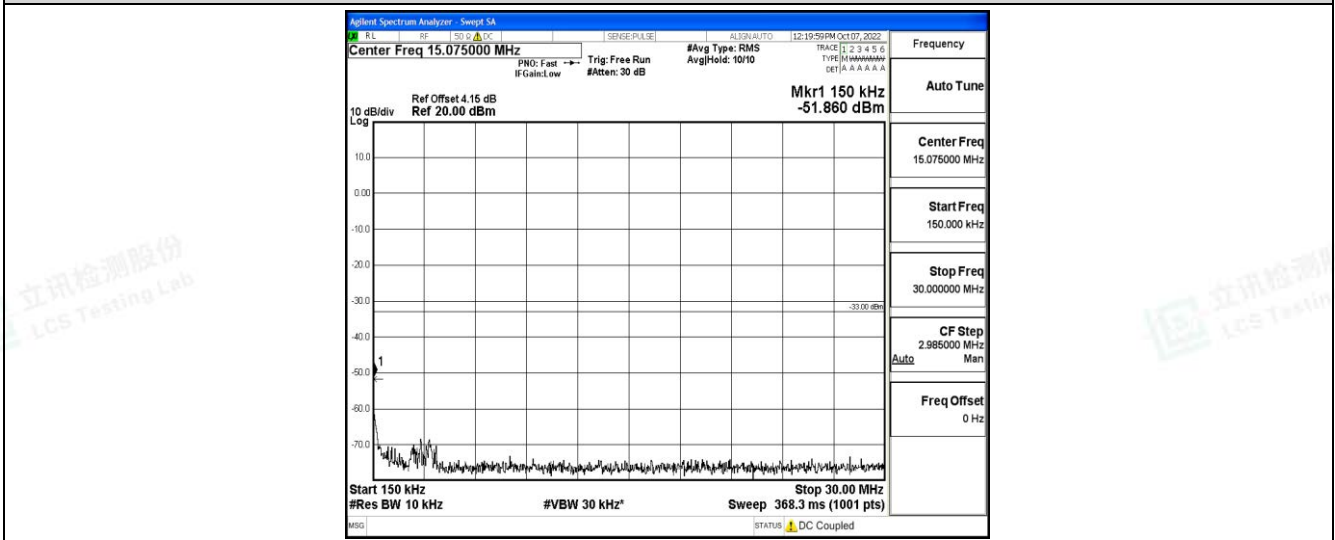 Agilent Spectrum Analyzer - Swept SA
RL RF 50 Ω DC SENSE:PULSE ALIGNAUTO 12:19:59PM Oct 07, 2022
Center Freq 15.075000 MHz
PNO: Fast
IFGain:Low
Trig: Free Run
#Atten: 30 dB
#Avg Type: RMS
Avg|Hold: 10/10
TRACE 1 2 3 4 5 6
TYPE M
DET A A A A A A
Frequency
Mkr1 150 kHz
-51.860 dBm
Auto Tune
Ref Offset 4.15 dB
10 dB/div Ref 20.00 dBm
Log
10.0
0.00
-10.0
-20.0
-30.0
-40.0
-50.0
-60.0
-70.0
-33.00 dBm
1
Center Freq
15.075000 MHz
Start Freq
150.000 kHz
Stop Freq
30.000000 MHz
CF Step
2.985000 MHz
Auto Man
Freq Offset
0 Hz
Start 150 kHz Stop 30.00 MHz
#Res BW 10 kHz #VBW 30 kHz* Sweep 368.3 ms (1001 pts)
MSG STATUS DC Coupled
立讯检测股份
LCS Testing Lab
立讯检测
LCS Testin